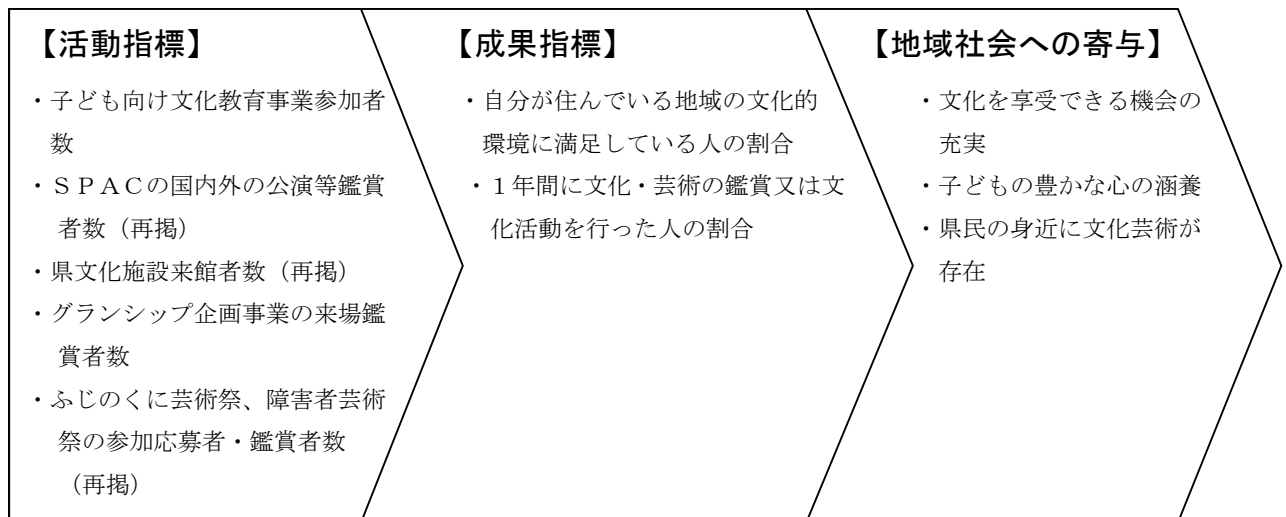 【活動指標】
・子ども向け文化教育事業参加者
数
・ＳＰＡＣの国内外の公演等鑑賞
者数（再掲）
・県文化施設来館者数（再掲）
・グランシップ企画事業の来場鑑
賞者数
・ふじのくに芸術祭、障害者芸術
祭の参加応募者・鑑賞者数
（再掲）
【成果指標】
・自分が住んでいる地域の文化的
環境に満足している人の割合
・１年間に文化・芸術の鑑賞又は文
化活動を行った人の割合
【地域社会への寄与】
・文化を享受できる機会の
充実
・子どもの豊かな心の涵養
・県民の身近に文化芸術が
存在